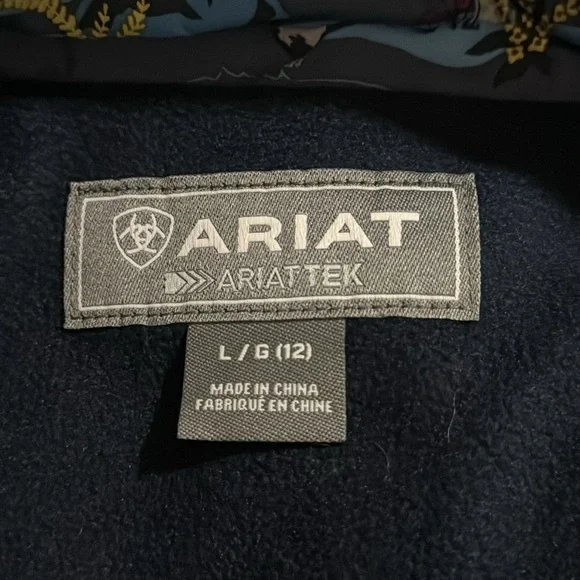 ARIAT
ARIATTEK
L / G (12)
MADE IN CHINA
FABRIQUÉ EN CHINE